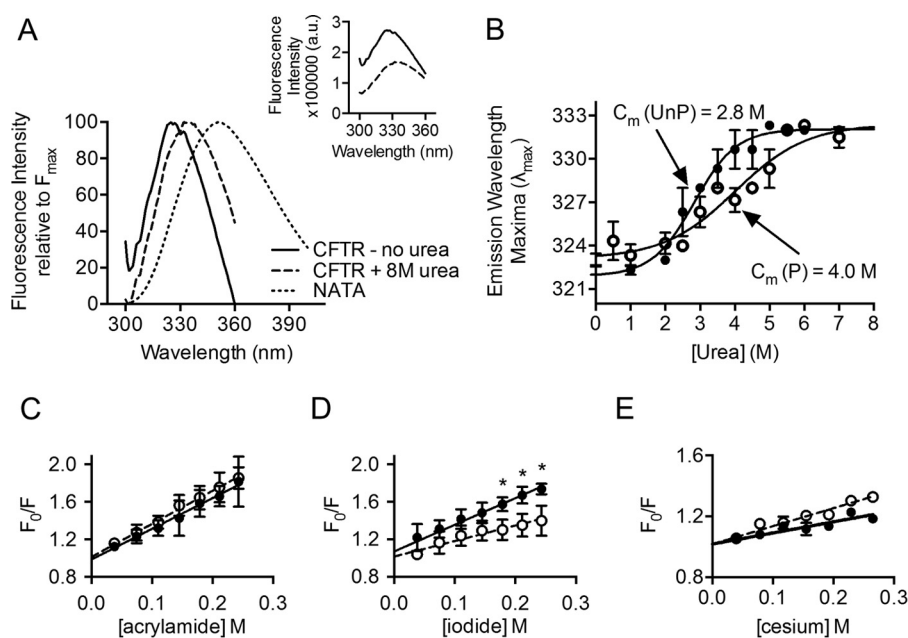 A
Fluorescence Intensity
relative to Fmax
100
80
60
40
20
0
300 330 360 390
Wavelength (nm)
CFTR - no urea
CFTR + 8M urea
NATA
Fluorescence
Intensity
x100000 (a.u.)
3
2
1
0
300 330 360
Wavelength (nm)
B
Emission Wavelength
Maxima (λmax)
333
330
327
324
321
0 1 2 3 4 5 6 7 8
[Urea] (M)
Cm (UnP) = 2.8 M
Cm (P) = 4.0 M
C
F0/F
2.0
1.6
1.2
0.8
0.0 0.1 0.2 0.3
[acrylamide] M
D
F0/F
2.0
1.6
1.2
0.8
0.0 0.1 0.2 0.3
[iodide] M
* * *
E
F0/F
2.0
1.6
1.2
0.8
0.0 0.1 0.2 0.3
[cesium] M